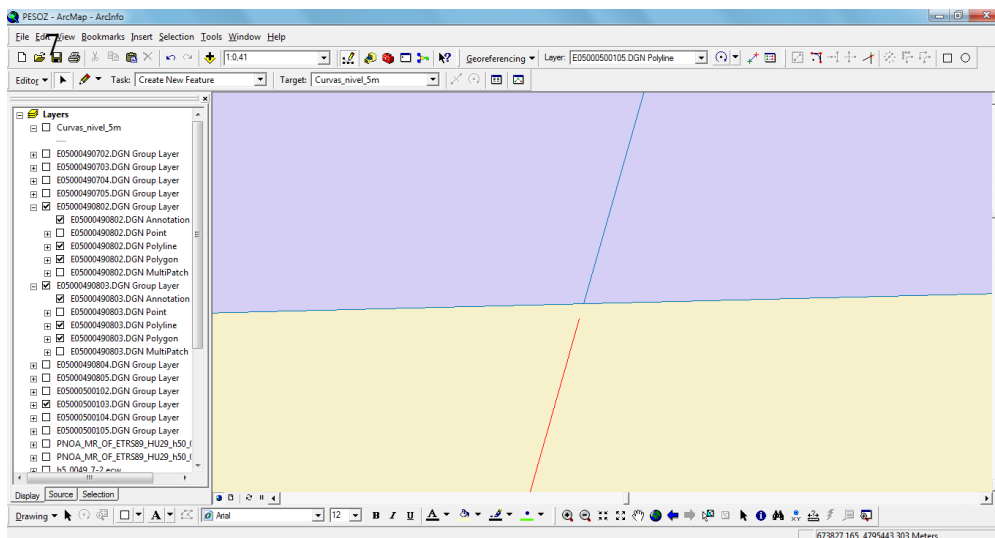 PESOZ - ArcMap - ArcInfo
File Edit View Bookmarks Insert Selection Tools Window Help
7
1:0,41
Georeferencing Layer: E05000500105.DGN Polyline
Editor Task: Create New Feature Target: Curvas_nivel_5m
Layers
Curvas_nivel_5m
E05000490702.DGN Group Layer
E05000490703.DGN Group Layer
E05000490704.DGN Group Layer
E05000490705.DGN Group Layer
E05000490802.DGN Group Layer
E05000490802.DGN Annotation
E05000490802.DGN Point
E05000490802.DGN Polyline
E05000490802.DGN Polygon
E05000490802.DGN MultiPatch
E05000490803.DGN Group Layer
E05000490803.DGN Annotation
E05000490803.DGN Point
E05000490803.DGN Polyline
E05000490803.DGN Polygon
E05000490803.DGN MultiPatch
E05000490804.DGN Group Layer
E05000490805.DGN Group Layer
E05000500102.DGN Group Layer
E05000500103.DGN Group Layer
E05000500104.DGN Group Layer
E05000500105.DGN Group Layer
PNOA_MR_OF_ETRS89_HU29_h50_
PNOA_MR_OF_ETRS89_HU29_h50_
h5_0049_7-2.ecw
Display Source Selection
Drawing A Arial 12 B I U A
673827,165 4795443,303 Meters